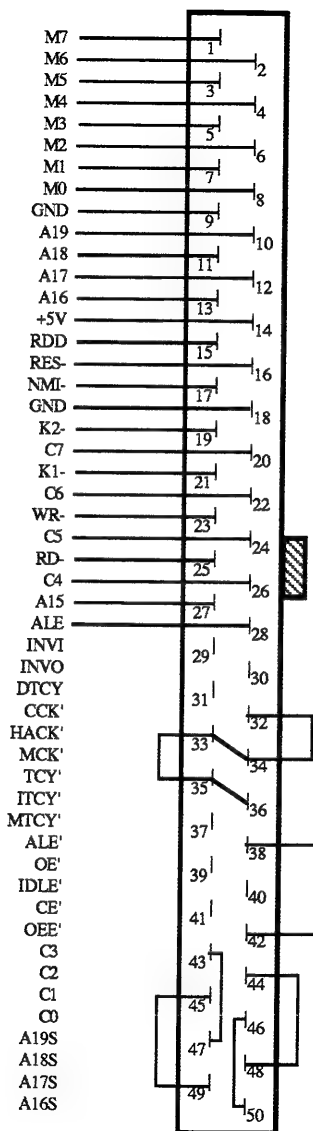 M7 1
M6 2
M5 3
M4 4
M3 5
M2 6
M1 7
M0 8
GND 9
A19 10
A18 11
A17 12
A16 13
+5V 14
RDD 15
RES- 16
NMI- 17
GND 18
K2- 19
C7 20
K1- 21
C6 22
WR- 23
C5 24
RD- 25
C4 26
A15 27
ALE 28
INVI 29
INVO 30
DTCY 31
CCK' 32
HACK' 33
MCK' 34
TCY' 35
ITCY' 36
MTCY' 37
ALE' 38
OE' 39
IDLE' 40
CE' 41
OEE' 42
C3 43
C2 44
C1 45
C0 46
A19S 47
A18S 48
A17S 49
A16S 50